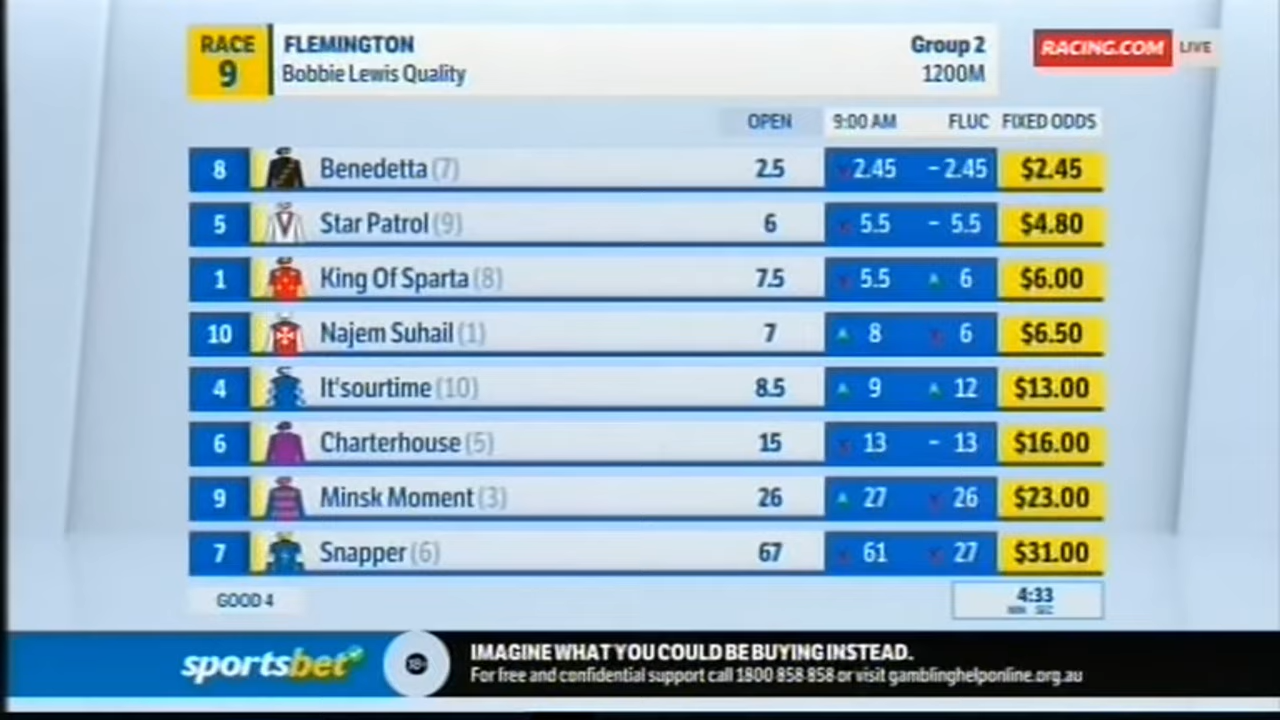 RACE 9 FLEMINGTON Group 2
Bobbie Lewis Quality 1200M
RACING.COM LIVE
OPEN 9:00 AM FLUC FIXED ODDS
8 Benedetta (7) 2.5 2.45 - 2.45 $2.45
5 Star Patrol (9) 6 5.5 - 5.5 $4.80
1 King Of Sparta (8) 7.5 5.5 6 $6.00
10 Najem Suhail (1) 7 8 6 $6.50
4 It'sourtime (10) 8.5 9 12 $13.00
6 Charterhouse (5) 15 13 - 13 $16.00
9 Minsk Moment (3) 26 27 26 $23.00
7 Snapper (6) 67 61 27 $31.00
GOOD 4 4:33
MIN SEC
sportsbet 18+ IMAGINE WHAT YOU COULD BE BUYING INSTEAD.
For free and confidential support call 1800 858 858 or visit gamblinghelponline.org.au